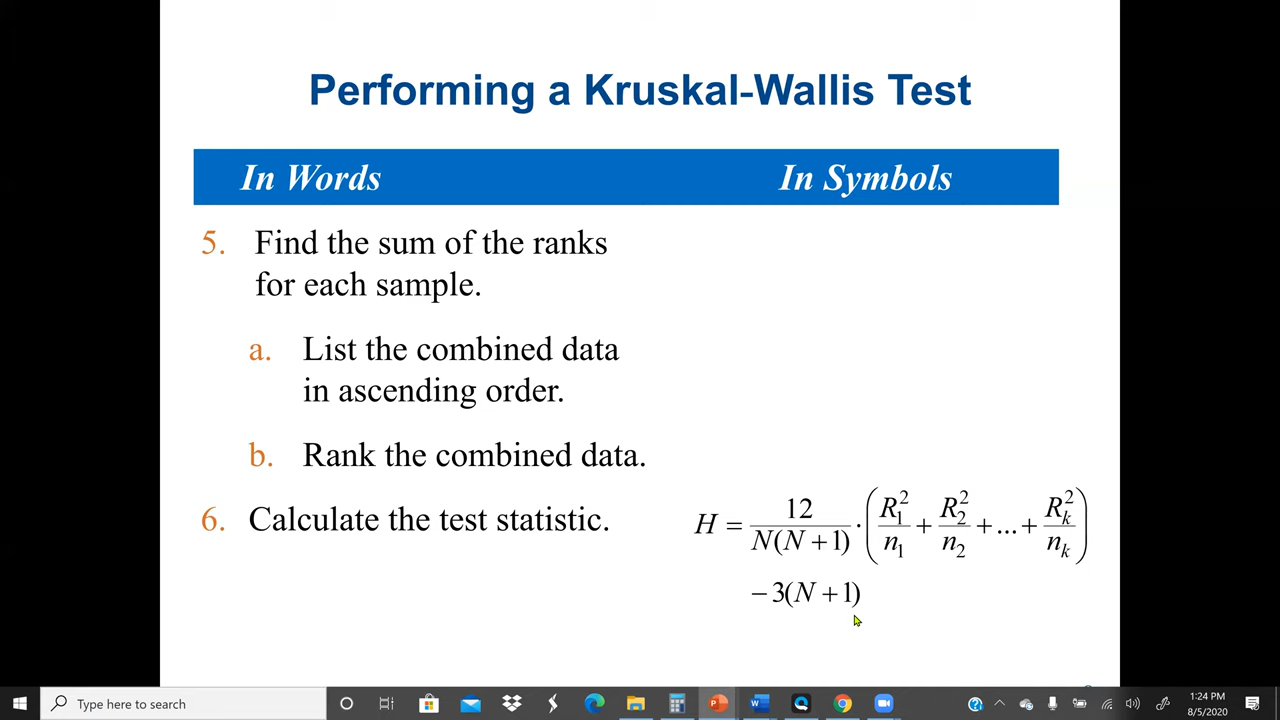 Performing a Kruskal-Wallis Test
In Words In Symbols
5. Find the sum of the ranks
for each sample.
a. List the combined data
in ascending order.
b. Rank the combined data.
6. Calculate the test statistic.
H = 12/N(N + 1) · (R₁²/n₁ + R₂²/n₂ + ... + Rₖ²/nₖ)
− 3(N + 1)
Type here to search
1:24 PM
8/5/2020